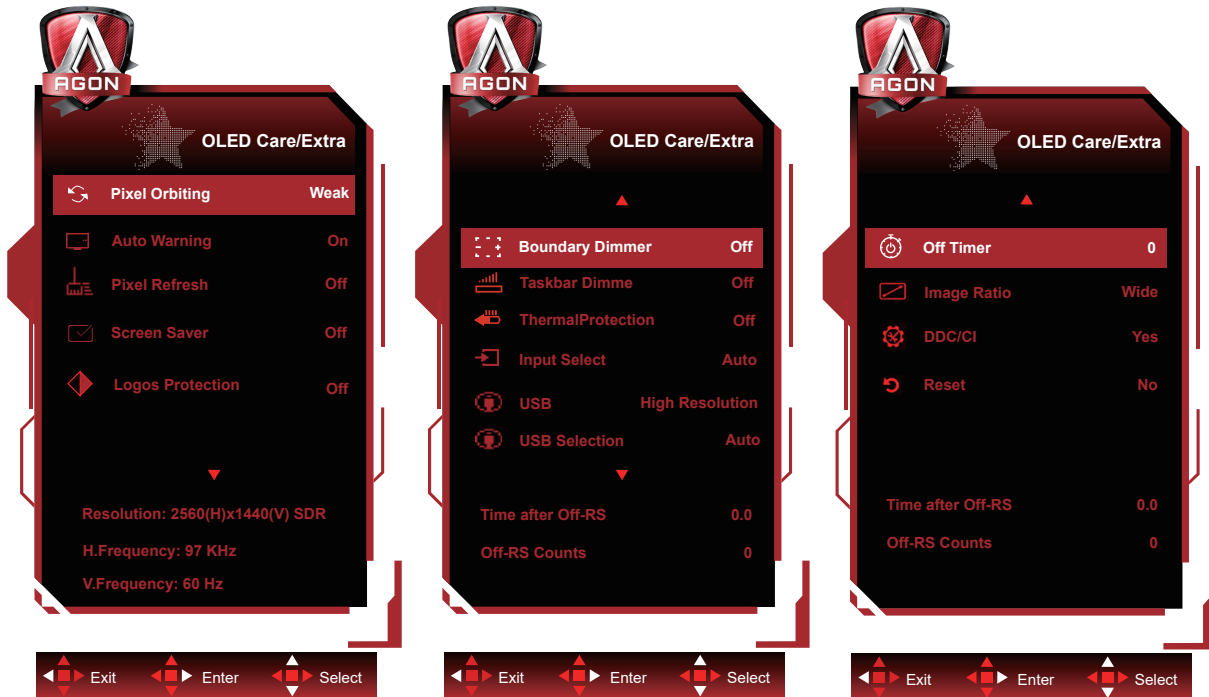 AGON
OLED Care/Extra
Pixel Orbiting Weak
Auto Warning On
Pixel Refresh Off
Screen Saver Off
Logos Protection Off
Resolution: 2560(H)x1440(V) SDR
H.Frequency: 97 KHz
V.Frequency: 60 Hz
Exit Enter Select
AGON
OLED Care/Extra
Boundary Dimmer Off
Taskbar Dimme Off
ThermalProtection Off
Input Select Auto
USB High Resolution
USB Selection Auto
Time after Off-RS 0.0
Off-RS Counts 0
Exit Enter Select
AGON
OLED Care/Extra
Off Timer 0
Image Ratio Wide
DDC/CI Yes
Reset No
Time after Off-RS 0.0
Off-RS Counts 0
Exit Enter Select